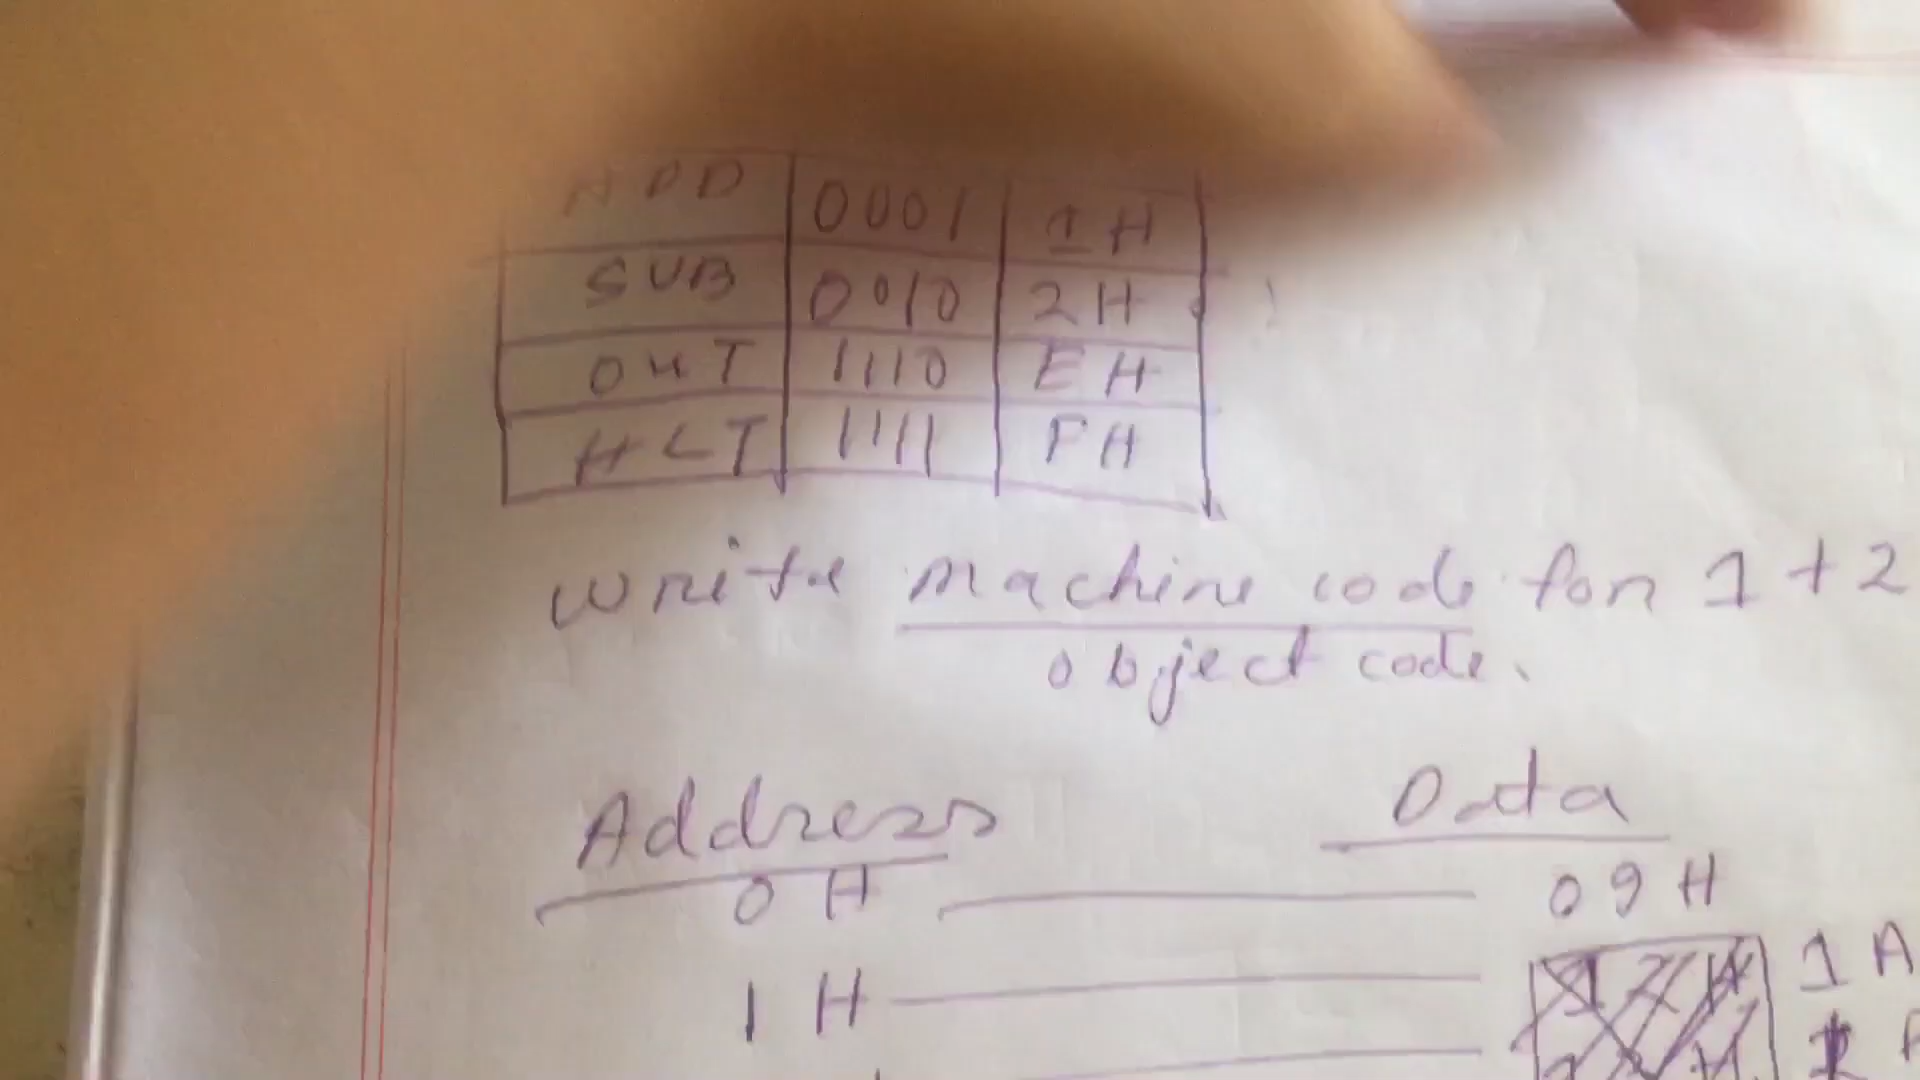 ADD 0001 1H
SUB 0010 2H
OUT 1110 EH
HLT 1111 FH
write machine code for 1+2
object code.
Address Data
0H 09H
1H 1A